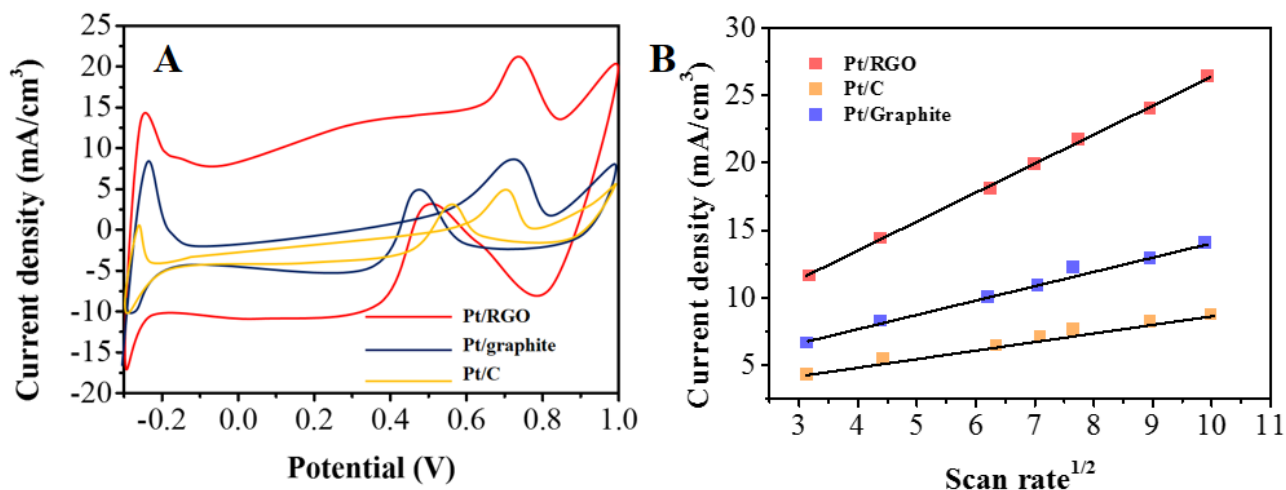 A
25
20
15
10
5
0
-5
-10
-15
-20
Current density (mA/cm³)
Pt/RGO
Pt/graphite
Pt/C
-0.2 0.0 0.2 0.4 0.6 0.8 1.0
Potential (V)
B
30
25
20
15
10
5
Current density (mA/cm³)
Pt/RGO
Pt/C
Pt/Graphite
3 4 5 6 7 8 9 10 11
Scan rate^1/2